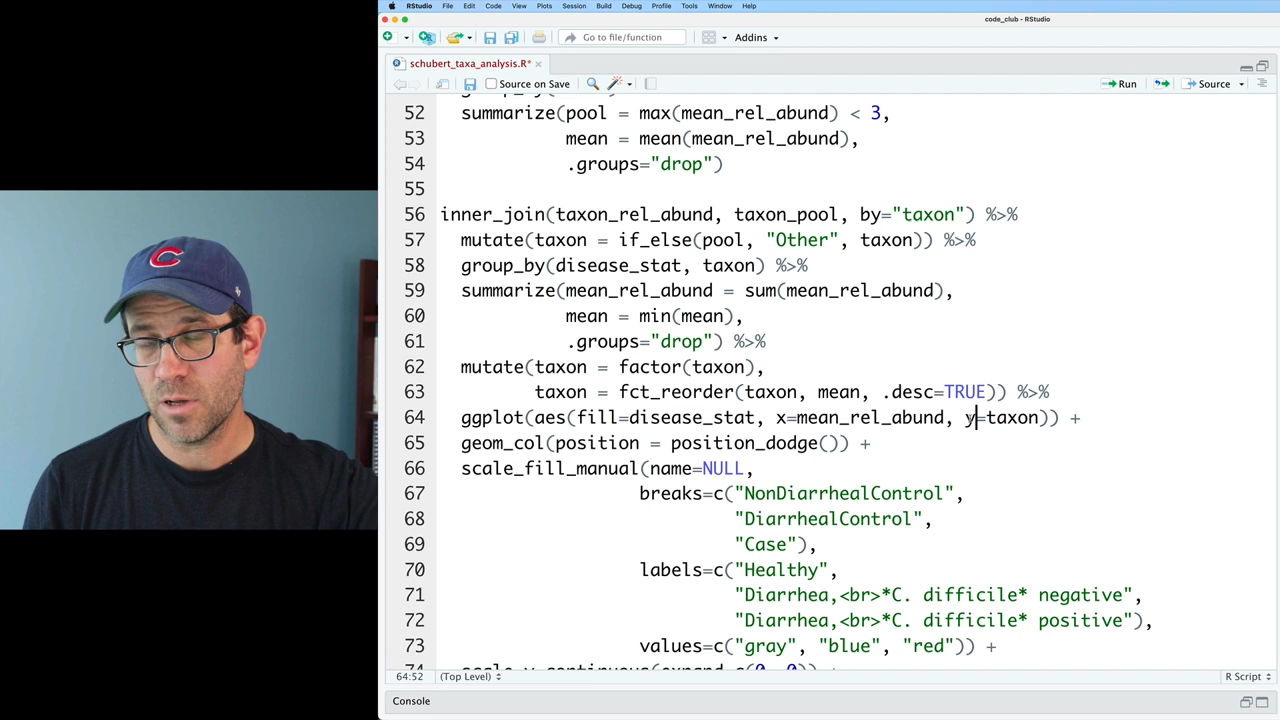 RStudio File Edit Code View Plots Session Build Debug Profile Tools Window Help
code_club - RStudio
Go to file/function Addins
schubert_taxa_analysis.R*
Source on Save Run Source
52 summarize(pool = max(mean_rel_abund) < 3,
53 mean = mean(mean_rel_abund),
54 .groups="drop")
55
56 inner_join(taxon_rel_abund, taxon_pool, by="taxon") %>%
57 mutate(taxon = if_else(pool, "Other", taxon)) %>%
58 group_by(disease_stat, taxon) %>%
59 summarize(mean_rel_abund = sum(mean_rel_abund),
60 mean = min(mean),
61 .groups="drop") %>%
62 mutate(taxon = factor(taxon),
63 taxon = fct_reorder(taxon, mean, .desc=TRUE)) %>%
64 ggplot(aes(fill=disease_stat, x=mean_rel_abund, y=taxon)) +
65 geom_col(position = position_dodge()) +
66 scale_fill_manual(name=NULL,
67 breaks=c("NonDiarrhealControl",
68 "DiarrhealControl",
69 "Case"),
70 labels=c("Healthy",
71 "Diarrhea,<br>*C. difficile* negative",
72 "Diarrhea,<br>*C. difficile* positive"),
73 values=c("gray", "blue", "red")) +
64:52 (Top Level) R Script
Console
C